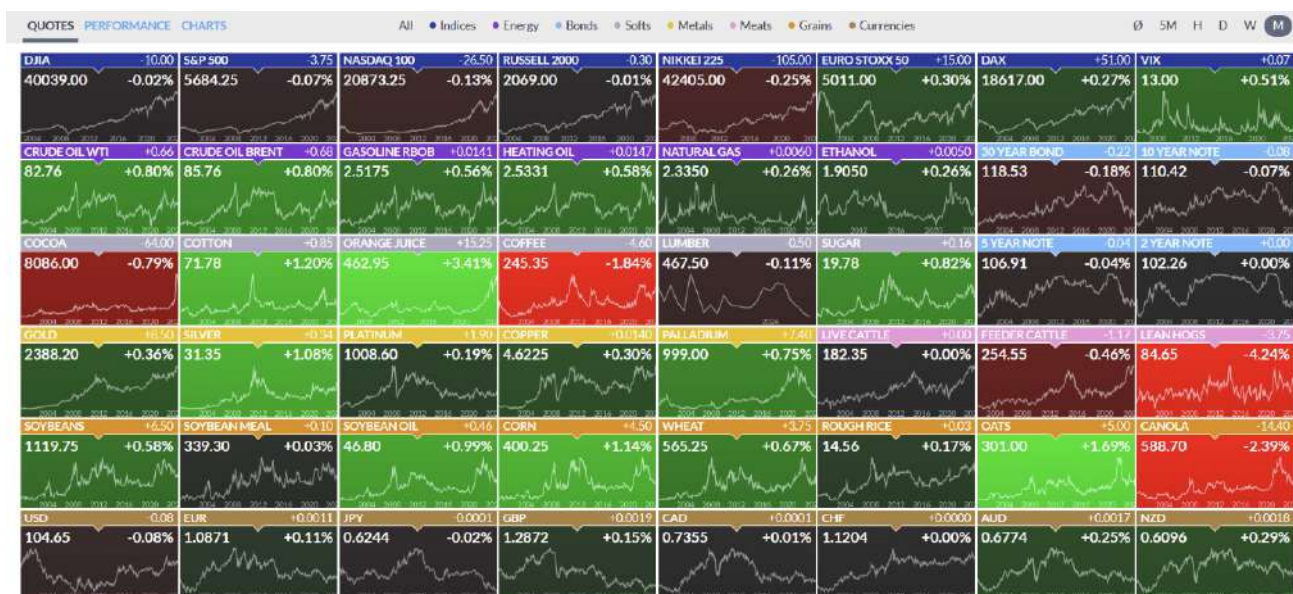 QUOTES PERFORMANCE CHARTS All Indices Energy Bonds Softs Metals Meats Grains Currencies Ø 5M H D W M
DJIA -10.00 S&P 500 -3.75 NASDAQ 100 -26.50 RUSSELL 2000 -0.30 NIKKEI 225 -105.00 EURO STOXX 50 +15.00 DAX +51.00 VIX +0.07
40039.00 -0.02% 5684.25 -0.07% 20873.25 -0.13% 2069.00 -0.01% 42405.00 -0.25% 5011.00 +0.30% 18617.00 +0.27% 13.00 +0.51%
CRUDE OIL WTI +0.66 CRUDE OIL BRENT +0.68 GASOLINE RBOB +0.0141 HEATING OIL +0.0147 NATURAL GAS +0.0060 ETHANOL +0.0050 30 YEAR BOND -0.22 10 YEAR NOTE -0.08
82.76 +0.80% 85.76 +0.80% 2.5175 +0.56% 2.5331 +0.58% 2.3350 +0.26% 1.9050 +0.26% 118.53 -0.18% 110.42 -0.07%
COCOA -64.00 COTTON +0.85 ORANGE JUICE +15.25 COFFEE -4.60 LUMBER -0.50 SUGAR +0.16 5 YEAR NOTE -0.04 2 YEAR NOTE +0.00
8086.00 -0.79% 71.78 +1.20% 462.95 +3.41% 245.35 -1.84% 467.50 -0.11% 19.78 +0.82% 106.91 -0.04% 102.26 +0.00%
GOLD +8.50 SILVER +0.34 PLATINUM +1.90 COPPER +0.0140 PALLADIUM +7.40 LIVE CATTLE +0.00 FEEDER CATTLE -1.17 LEAN HOGS -3.75
2388.20 +0.36% 31.35 +1.08% 1008.60 +0.19% 4.6225 +0.30% 999.00 +0.75% 182.35 +0.00% 254.55 -0.46% 84.65 -4.24%
SOYBEANS +6.50 SOYBEAN MEAL +0.10 SOYBEAN OIL +0.46 CORN +4.50 WHEAT +3.75 ROUGH RICE +0.03 OATS +5.00 CANOLA -14.40
1119.75 +0.58% 339.30 +0.03% 46.80 +0.99% 400.25 +1.14% 565.25 +0.67% 14.56 +0.17% 301.00 +1.69% 588.70 -2.39%
USD -0.08 EUR +0.0011 JPY -0.0001 GBP +0.0019 CAD +0.0001 CHF +0.0000 AUD +0.0017 NZD +0.0018
104.65 -0.08% 1.0871 +0.11% 0.6244 -0.02% 1.2872 +0.15% 0.7355 +0.01% 1.1204 +0.00% 0.6774 +0.25% 0.6096 +0.29%